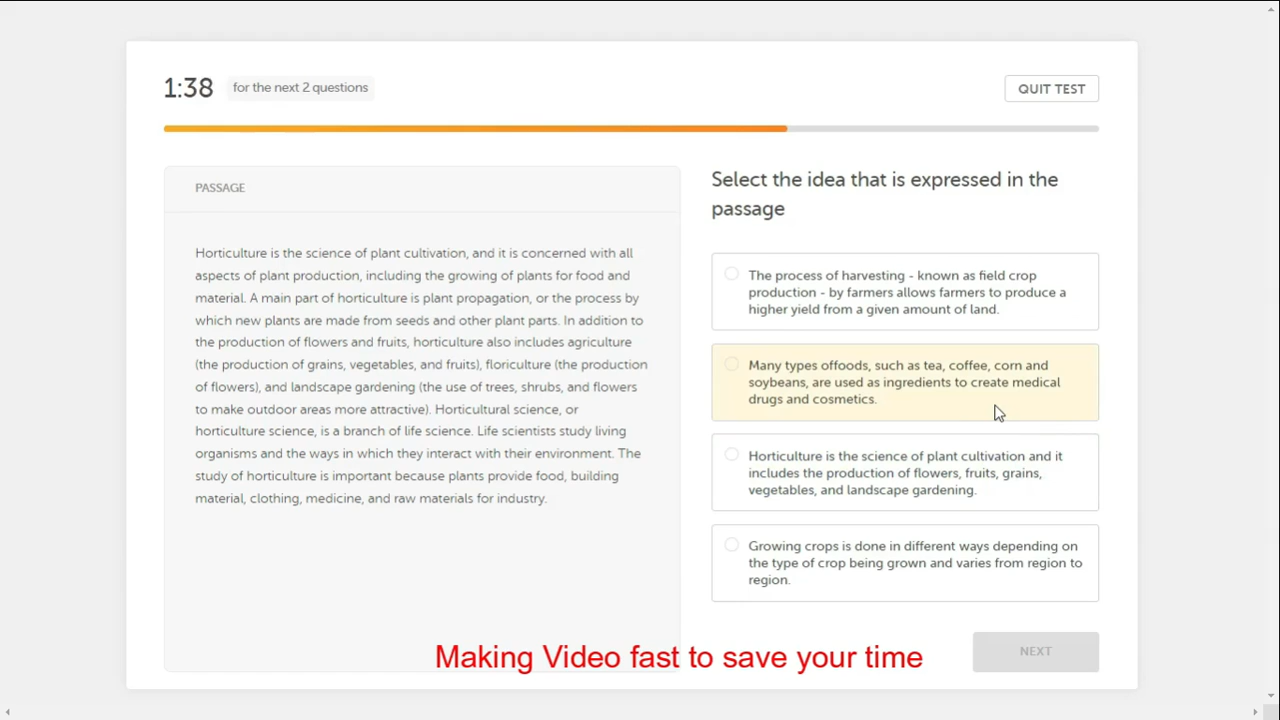 1:38
for the next 2 questions
QUIT TEST
PASSAGE
Horticulture is the science of plant cultivation, and it is concerned with all
aspects of plant production, including the growing of plants for food and
material. A main part of horticulture is plant propagation, or the process by
which new plants are made from seeds and other plant parts. In addition to
the production of flowers and fruits, horticulture also includes agriculture
(the production of grains, vegetables, and fruits), floriculture (the production
of flowers), and landscape gardening (the use of trees, shrubs, and flowers
to make outdoor areas more attractive). Horticultural science, or
horticulture science, is a branch of life science. Life scientists study living
organisms and the ways in which they interact with their environment. The
study of horticulture is important because plants provide food, building
material, clothing, medicine, and raw materials for industry.
Select the idea that is expressed in the
passage
The process of harvesting - known as field crop
production - by farmers allows farmers to produce a
higher yield from a given amount of land.
Many types offoods, such as tea, coffee, corn and
soybeans, are used as ingredients to create medical
drugs and cosmetics.
Horticulture is the science of plant cultivation and it
includes the production of flowers, fruits, grains,
vegetables, and landscape gardening.
Growing crops is done in different ways depending on
the type of crop being grown and varies from region to
region.
NEXT
Making Video fast to save your time